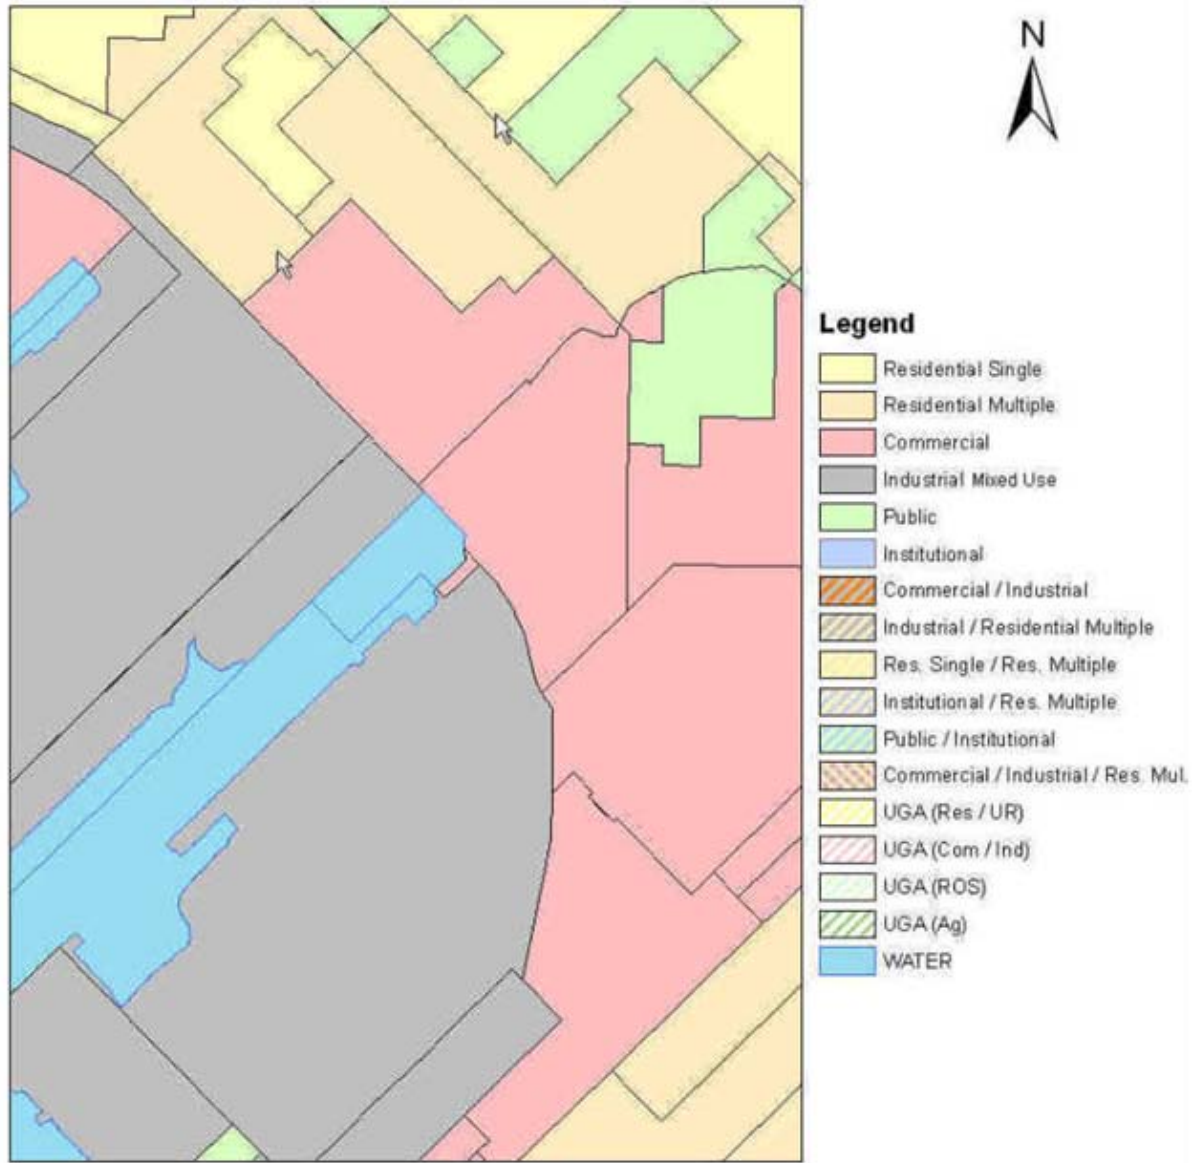 N
Legend
Residential Single
Residential Multiple
Commercial
Industrial Mixed Use
Public
Institutional
Commercial / Industrial
Industrial / Residential Multiple
Res. Single / Res. Multiple
Institutional / Res. Multiple
Public / Institutional
Commercial / Industrial / Res. Mul.
UGA (Res / UR)
UGA (Com / Ind)
UGA (ROS)
UGA (Ag)
WATER